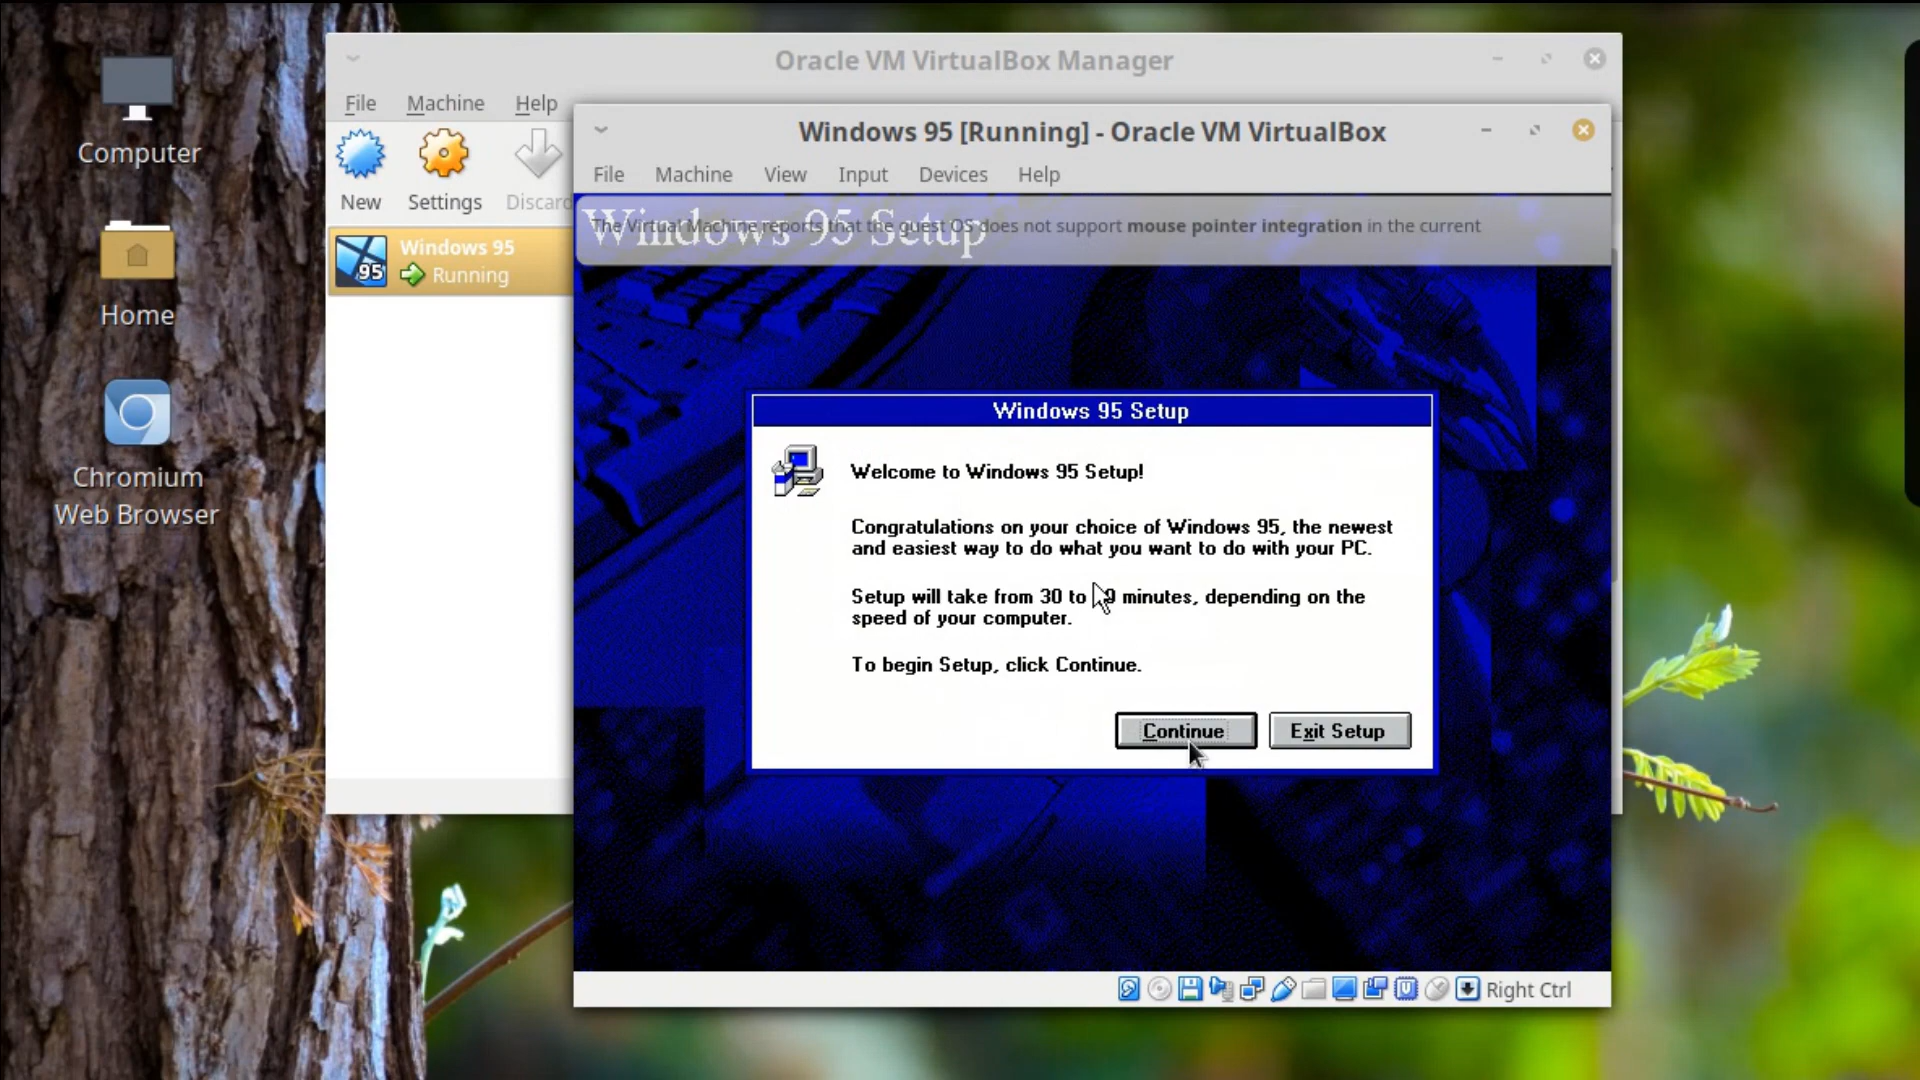 Computer
Home
Chromium
Web Browser
Oracle VM VirtualBox Manager
File Machine Help
New Settings Discard
95
Windows 95
Running
Windows 95 [Running] - Oracle VM VirtualBox
File Machine View Input Devices Help
Windows 95 Setup
The Virtual Machine reports that the guest OS does not support mouse pointer integration in the current
Windows 95 Setup
Welcome to Windows 95 Setup!
Congratulations on your choice of Windows 95, the newest
and easiest way to do what you want to do with your PC.
Setup will take from 30 to minutes, depending on the
speed of your computer.
To begin Setup, click Continue.
Continue Exit Setup
Right Ctrl